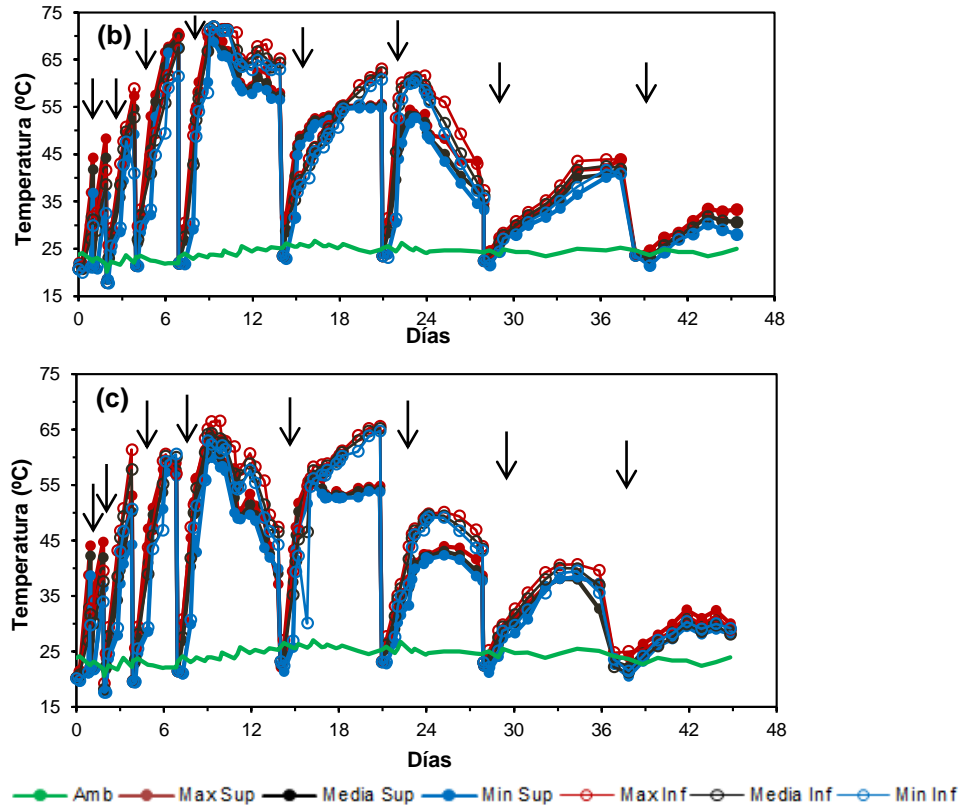 (b)
Temperatura (ºC)
75
65
55
45
35
25
15
0 6 12 18 24 30 36 42 48
Días
(c)
Temperatura (ºC)
75
65
55
45
35
25
15
0 6 12 18 24 30 36 42 48
Días
Amb Max Sup Media Sup Min Sup Max Inf Media Inf Min Inf